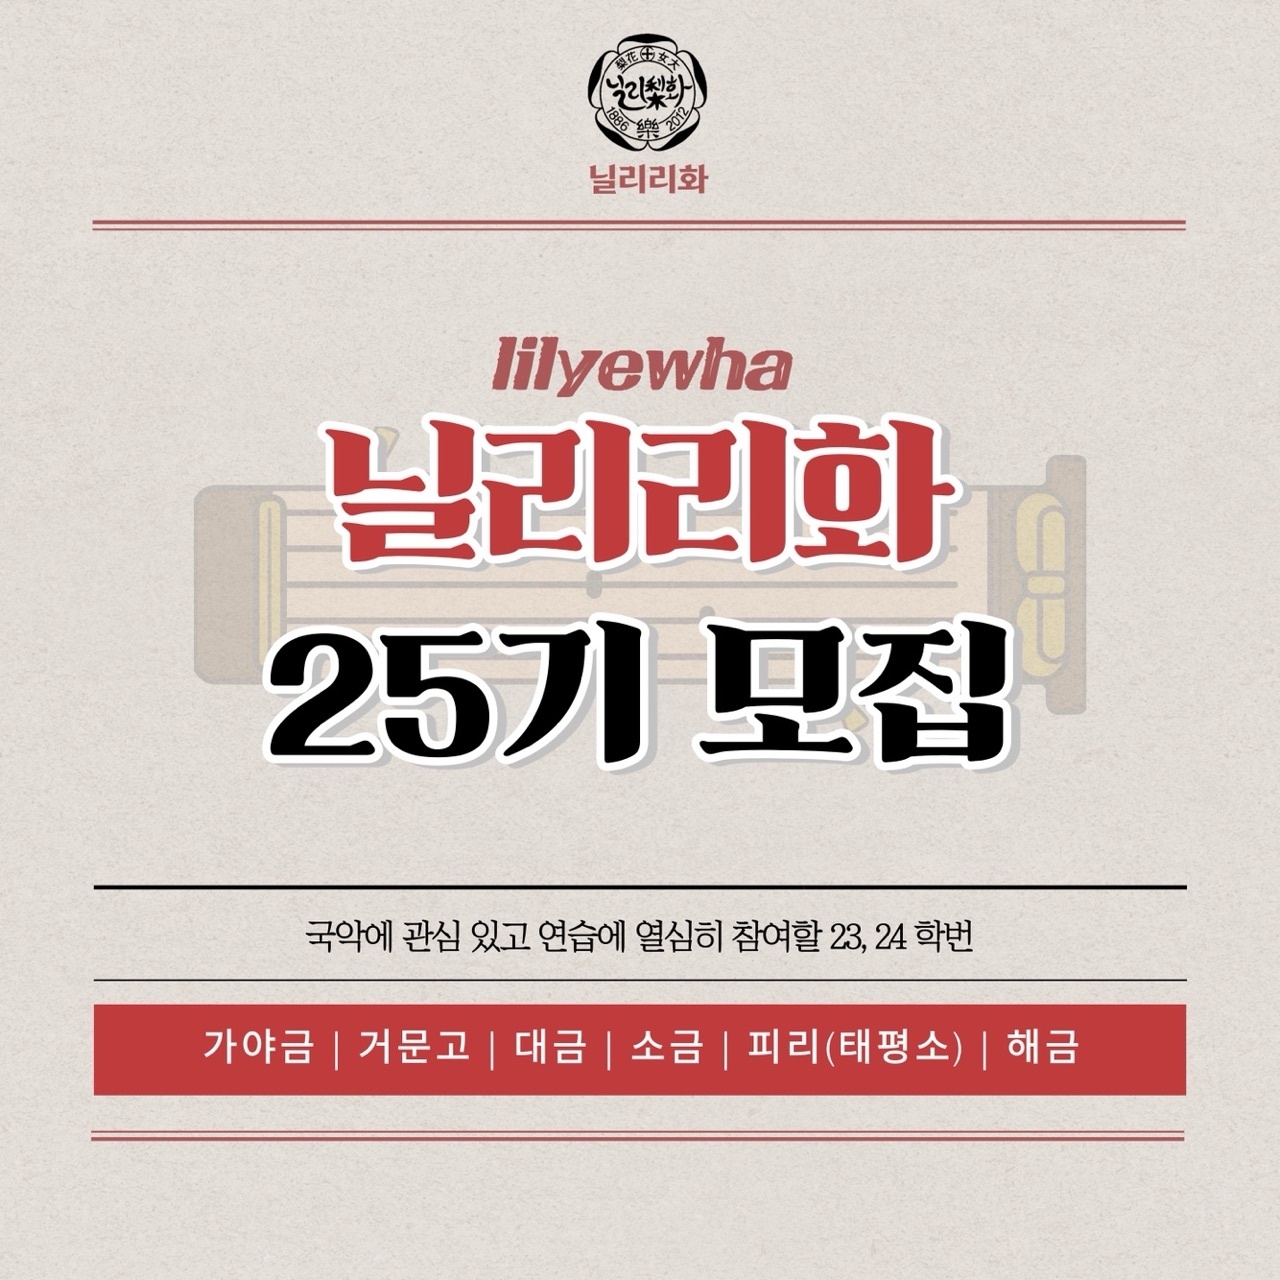 梨花 女大
닐리梨화
1886 樂 2012
닐리리화
lilyewha
닐리리화
25기 모집
국악에 관심 있고 연습에 열심히 참여할 23, 24 학번
가야금 | 거문고 | 대금 | 소금 | 피리(태평소) | 해금